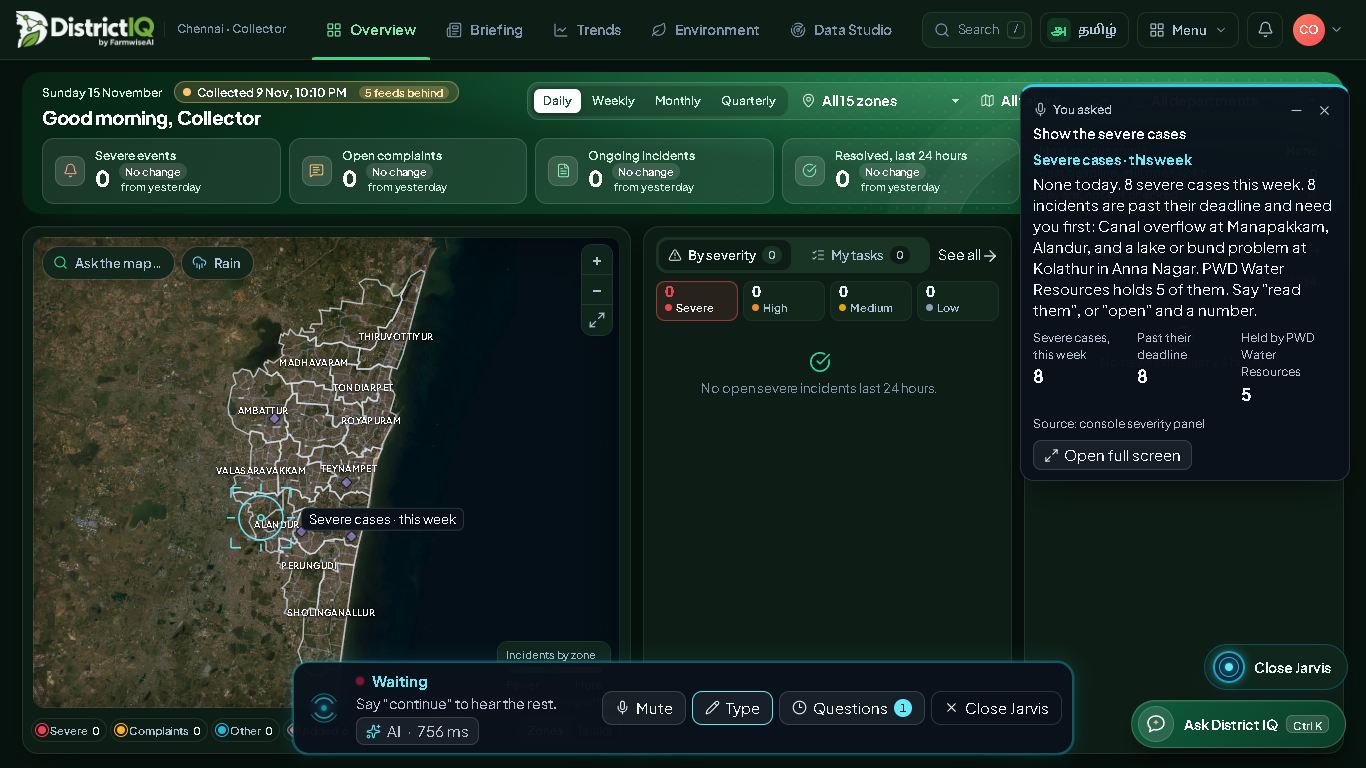 DistrictIQ
by FarmwiseAI
Chennai · Collector
Overview
Briefing
Trends
Environment
Data Studio
Search /
அ தமிழ்
Menu
CO
Sunday 15 November
Collected 9 Nov, 10:10 PM 5 feeds behind
Good morning, Collector
Daily Weekly Monthly Quarterly
All 15 zones
Severe events
0 No change
from yesterday
Open complaints
0 No change
from yesterday
Ongoing incidents
0 No change
from yesterday
Resolved, last 24 hours
0 No change
from yesterday
You asked
Show the severe cases
Severe cases · this week
None today. 8 severe cases this week. 8
incidents are past their deadline and need
you first: Canal overflow at Manapakkam,
Alandur, and a lake or bund problem at
Kolathur in Anna Nagar. PWD Water
Resources holds 5 of them. Say "read
them", or "open" and a number.
Severe cases,
this week
8
Past their
deadline
8
Held by PWD
Water
Resources
5
Source: console severity panel
Open full screen
Ask the map...
Rain
+
−
THIRUVOTTIYUR
MADHAVARAM
TONDIARPET
AMBATTUR
ROYAPURAM
VALASARAVAKKAM
TEYNAMPET
ALANDUR
Severe cases · this week
PERUNGUDI
SHOLINGANALLUR
Incidents by zone
Severe 0
Complaints 0
Other 0
By severity 0
My tasks 0
See all
0
Severe
0
High
0
Medium
0
Low
No open severe incidents last 24 hours.
Waiting
Say "continue" to hear the rest.
AI · 756 ms
Mute
Type
Questions 1
Close Jarvis
Close Jarvis
Ask District IQ Ctrl K